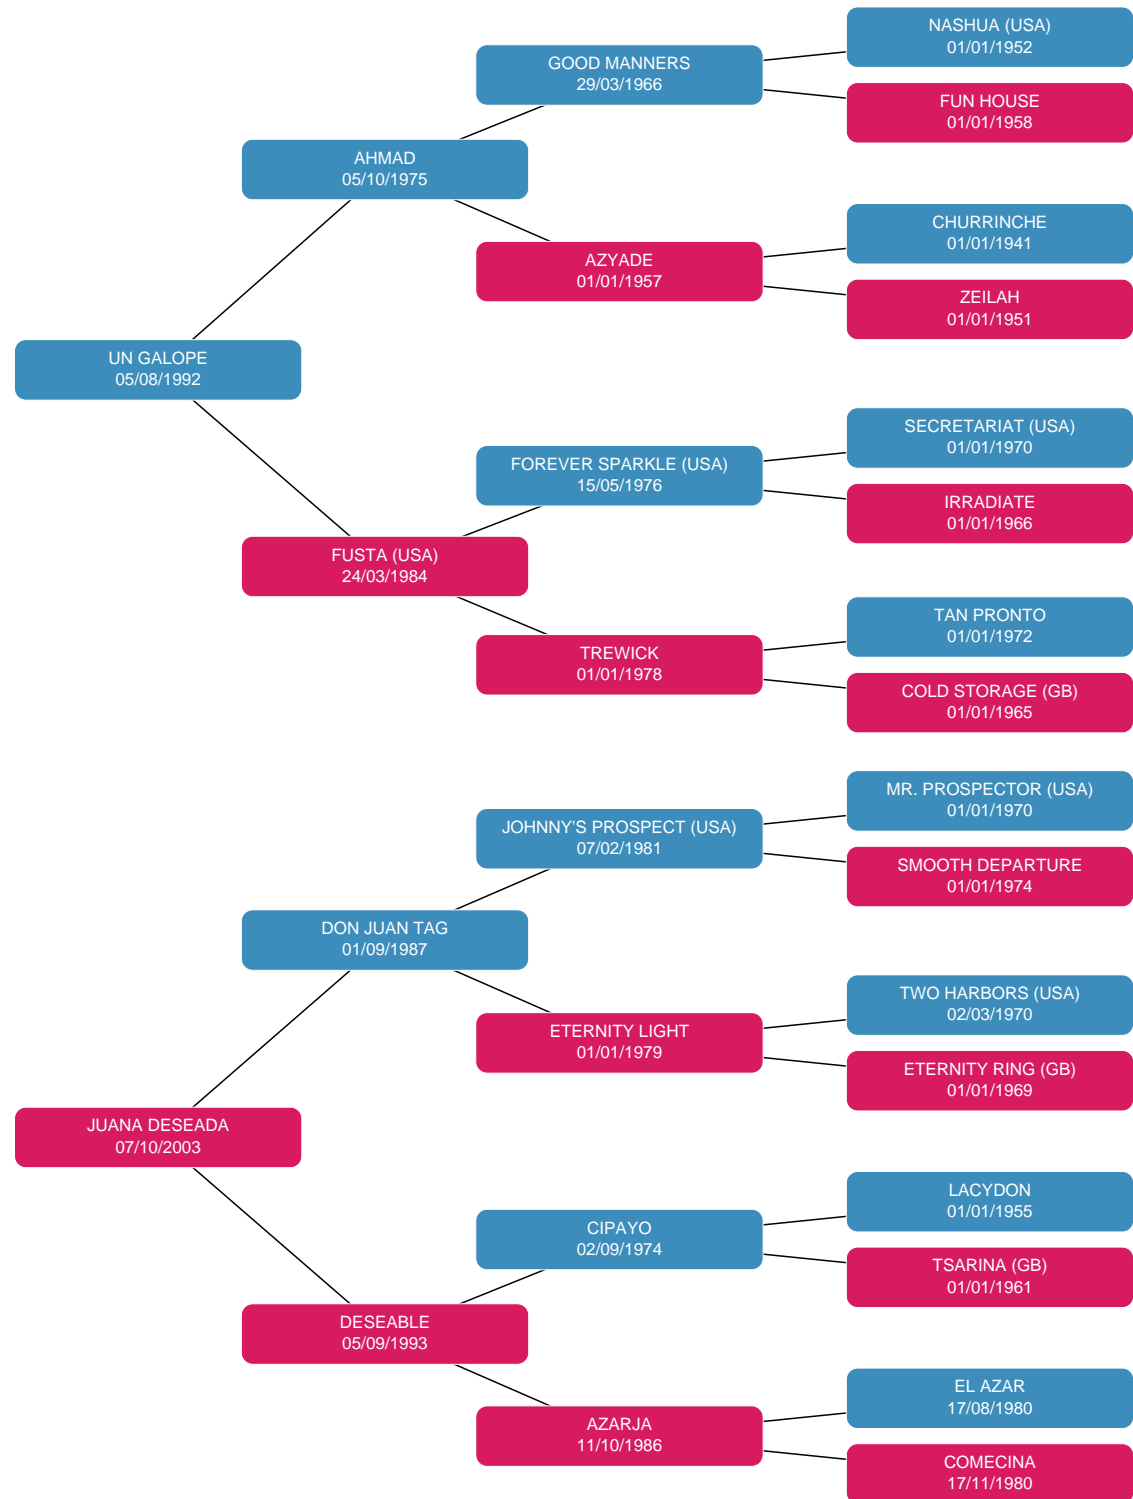 NASHUA (USA)
01/01/1952
GOOD MANNERS
29/03/1966
FUN HOUSE
01/01/1958
AHMAD
05/10/1975
CHURRINCHE
01/01/1941
AZYADE
01/01/1957
ZEILAH
01/01/1951
UN GALOPE
05/08/1992
SECRETARIAT (USA)
01/01/1970
FOREVER SPARKLE (USA)
15/05/1976
IRRADIATE
01/01/1966
FUSTA (USA)
24/03/1984
TAN PRONTO
01/01/1972
TREWICK
01/01/1978
COLD STORAGE (GB)
01/01/1965
MR. PROSPECTOR (USA)
01/01/1970
JOHNNY'S PROSPECT (USA)
07/02/1981
SMOOTH DEPARTURE
01/01/1974
DON JUAN TAG
01/09/1987
TWO HARBORS (USA)
02/03/1970
ETERNITY LIGHT
01/01/1979
ETERNITY RING (GB)
01/01/1969
JUANA DESEADA
07/10/2003
LACYDON
01/01/1955
CIPAYO
02/09/1974
TSARINA (GB)
01/01/1961
DESEABLE
05/09/1993
EL AZAR
17/08/1980
AZARJA
11/10/1986
COMECINA
17/11/1980